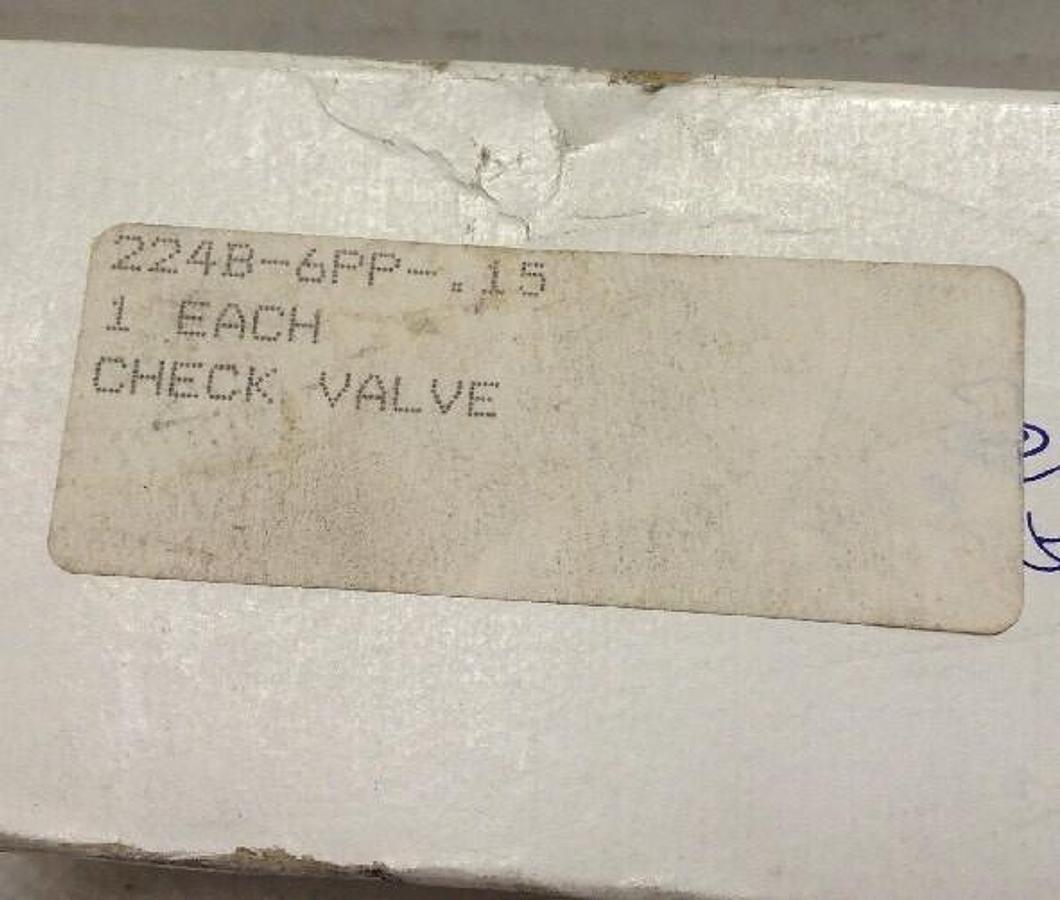 224B-6PP-.15
1 EACH
CHECK VALVE